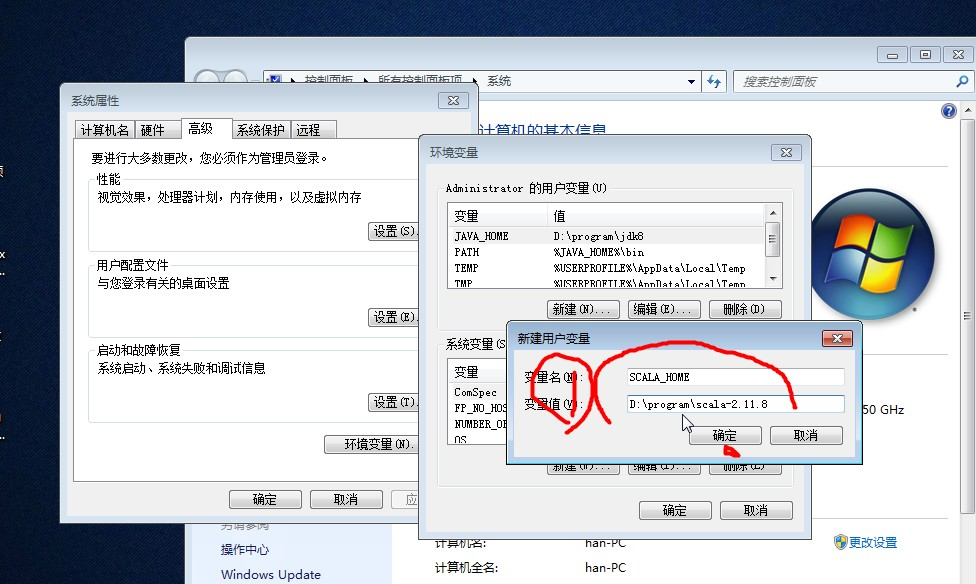 控制面板 ▸ 所有控制面板项 ▸ 系统
搜索控制面板
系统属性
计算机名 硬件 高级 系统保护 远程
要进行大多数更改，您必须作为管理员登录。
性能
视觉效果，处理器计划，内存使用，以及虚拟内存
设置(S)
用户配置文件
与您登录有关的桌面设置
设置(E)
启动和故障恢复
系统启动、系统失败和调试信息
设置(T)
环境变量(N)
确定 取消 应
计算机的基本信息
环境变量
Administrator 的用户变量(U)
变量 值
JAVA_HOME D:\program\jdk8
PATH %JAVA_HOME%\bin
TEMP %USERPROFILE%\AppData\Local\Temp
TMP %USERPROFILE%\AppData\Local\Temp
新建(N)... 编辑(E)... 删除(D)
系统变量(S
变量
ComSpec
FP_NO_HOS
NUMBER_OF
OS
新建用户变量
变量名(N):
SCALA_HOME
变量值(V):
D:\program\scala-2.11.8
确定 取消
新建(W)... 编辑(I)... 删除(L)
确定 取消
50 GHz
另请参阅
操作中心
Windows Update
计算机名: han-PC
计算机全名: han-PC
更改设置